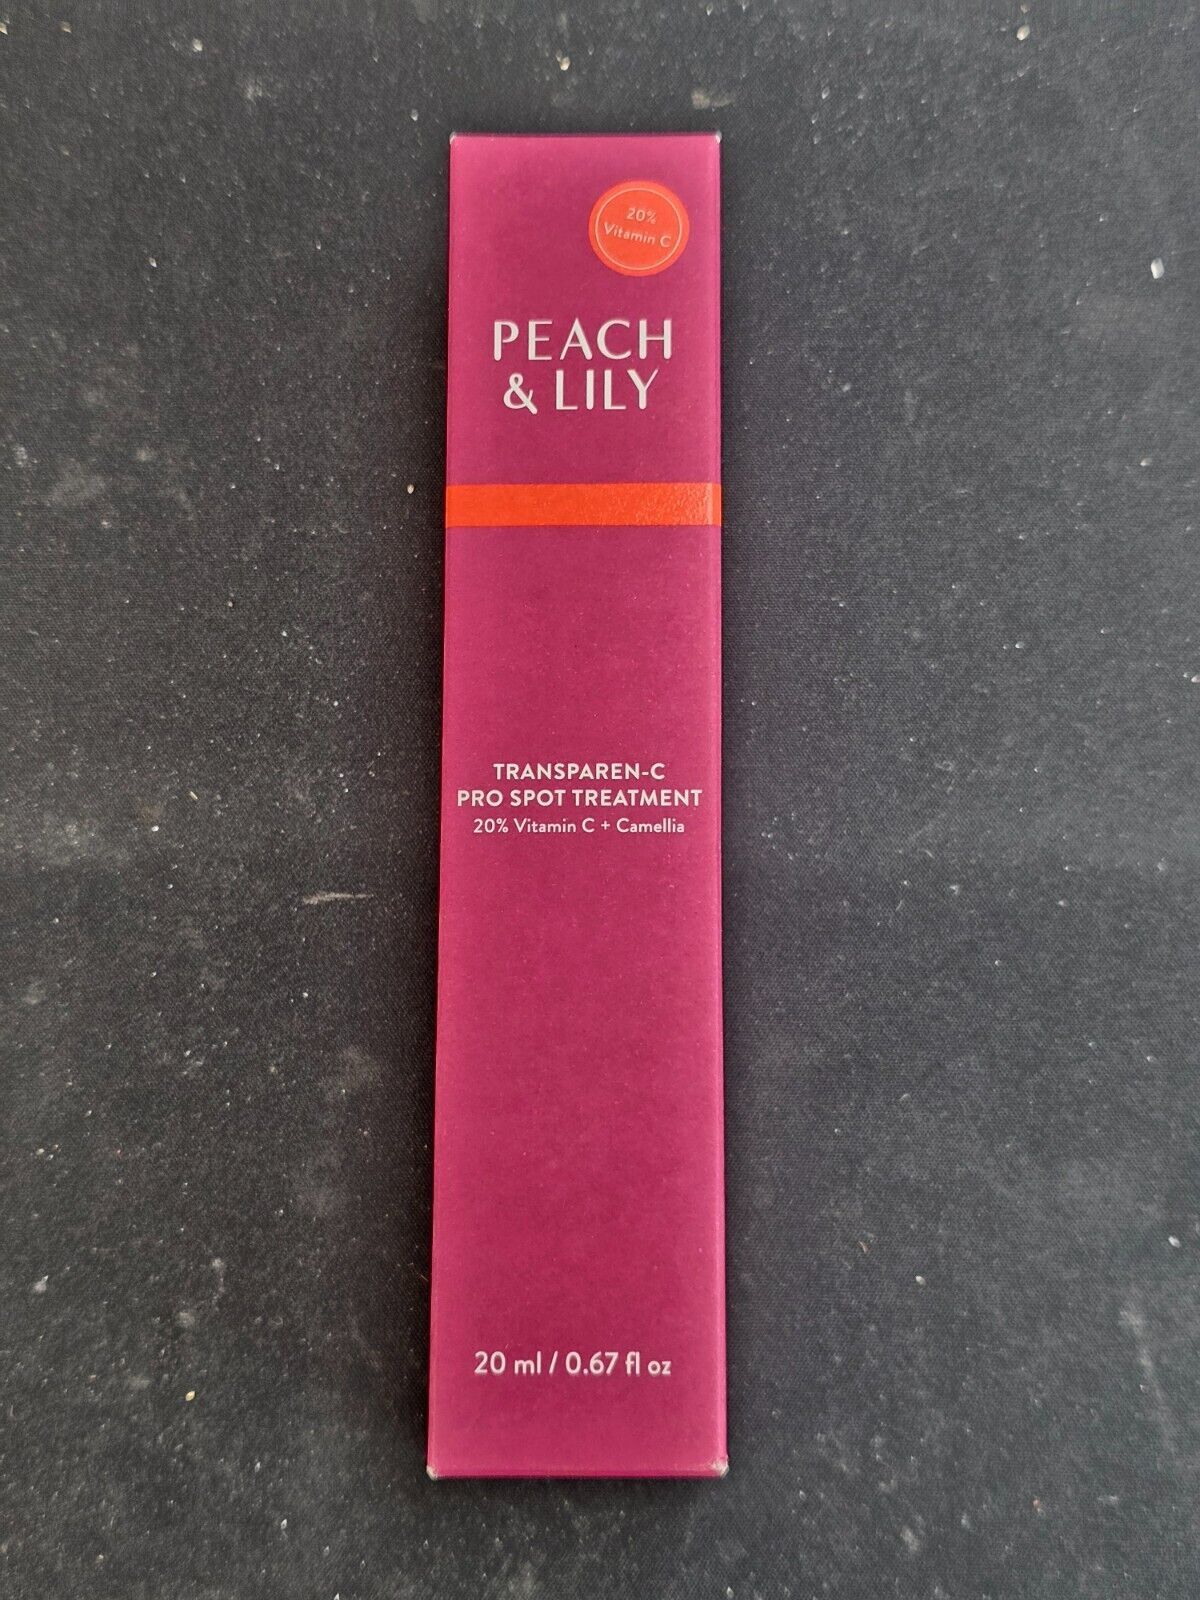 20%
Vitamin C
PEACH
& LILY
TRANSPAREN-C
PRO SPOT TREATMENT
20% Vitamin C + Camellia
20 ml / 0.67 fl oz